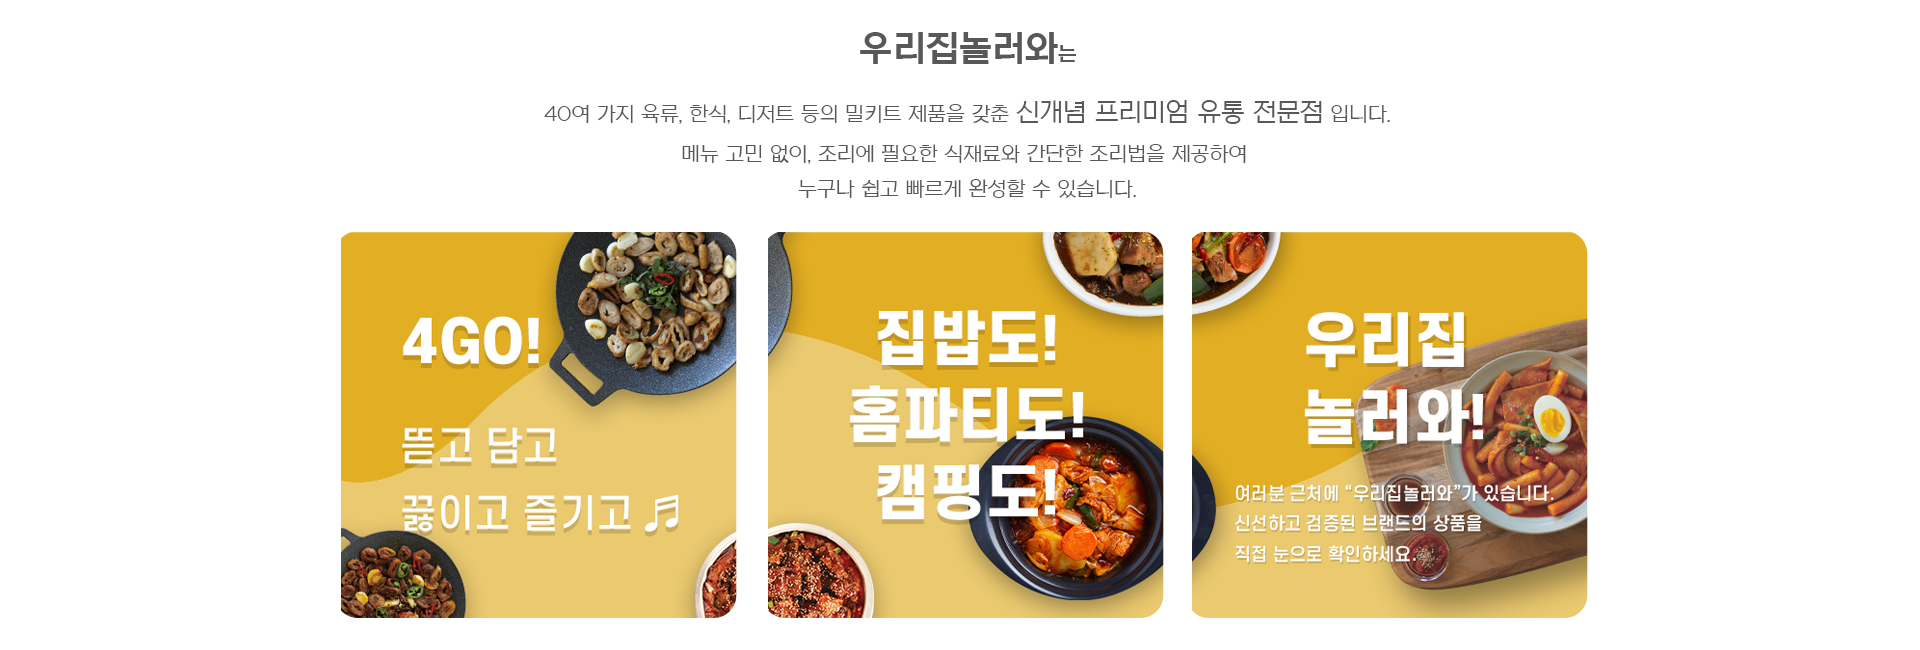 우리집놀러와는
40여 가지 육류, 한식, 디저트 등의 밀키트 제품을 갖춘 신개념 프리미엄 유통 전문점 입니다.
메뉴 고민 없이, 조리에 필요한 식재료와 간단한 조리법을 제공하여
누구나 쉽고 빠르게 완성할 수 있습니다.
4GO!
뜯고 담고
끓이고 즐기고 ♬
집밥도!
홈파티도!
캠핑도!
우리집
놀러와!
여러분 근처에 “우리집놀러와”가 있습니다.
신선하고 검증된 브랜드의 상품을
직접 눈으로 확인하세요.